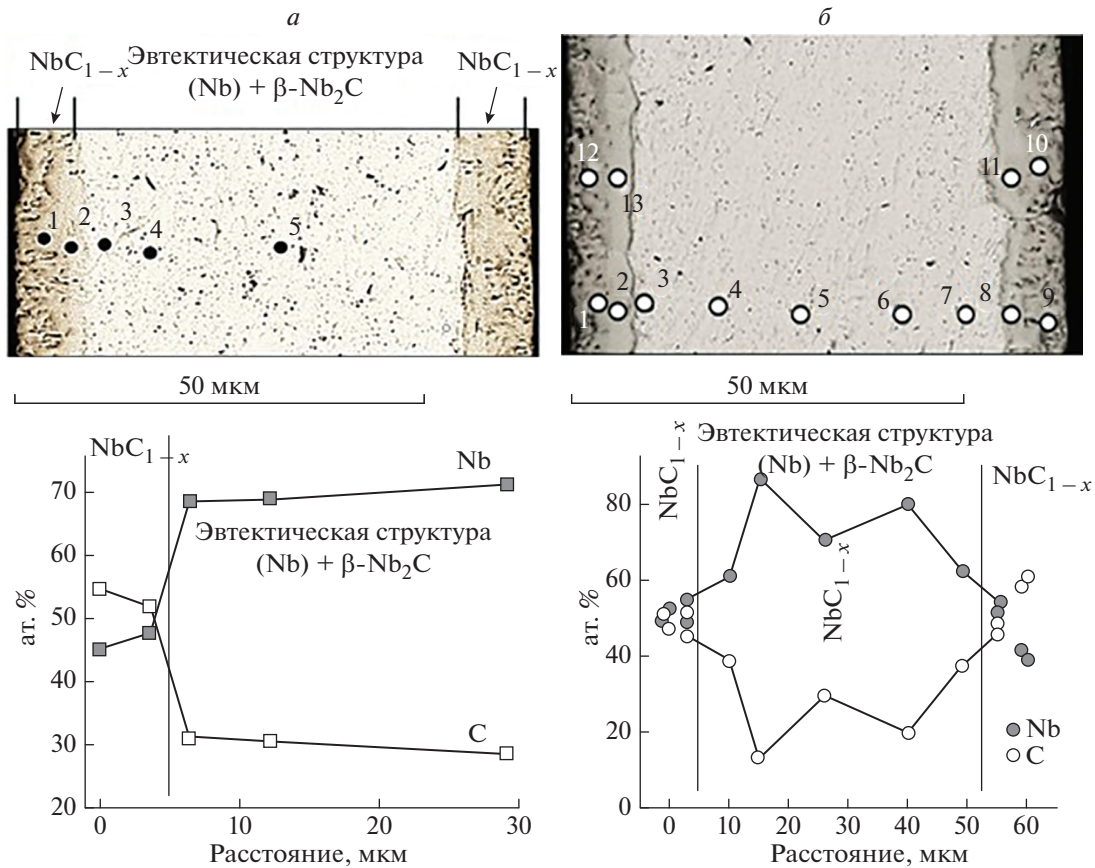 а
NbC1 – x
Эвтектическая структура
(Nb) + β-Nb2C
NbC1 – x
1
2
3
4
5
50 мкм
NbC1 – x
Nb
Эвтектическая структура
(Nb) + β-Nb2C
C
ат. %
70
60
50
40
30
20
0
10
20
30
Расстояние, мкм
б
12
13
11
10
1
2
3
4
5
6
7
8
9
50 мкм
NbC1 – x
Эвтектическая структура
(Nb) + β-Nb2C
NbC1 – x
NbC1 – x
ат. %
80
60
40
20
0
Nb
C
0
10
20
30
40
50
60
Расстояние, мкм